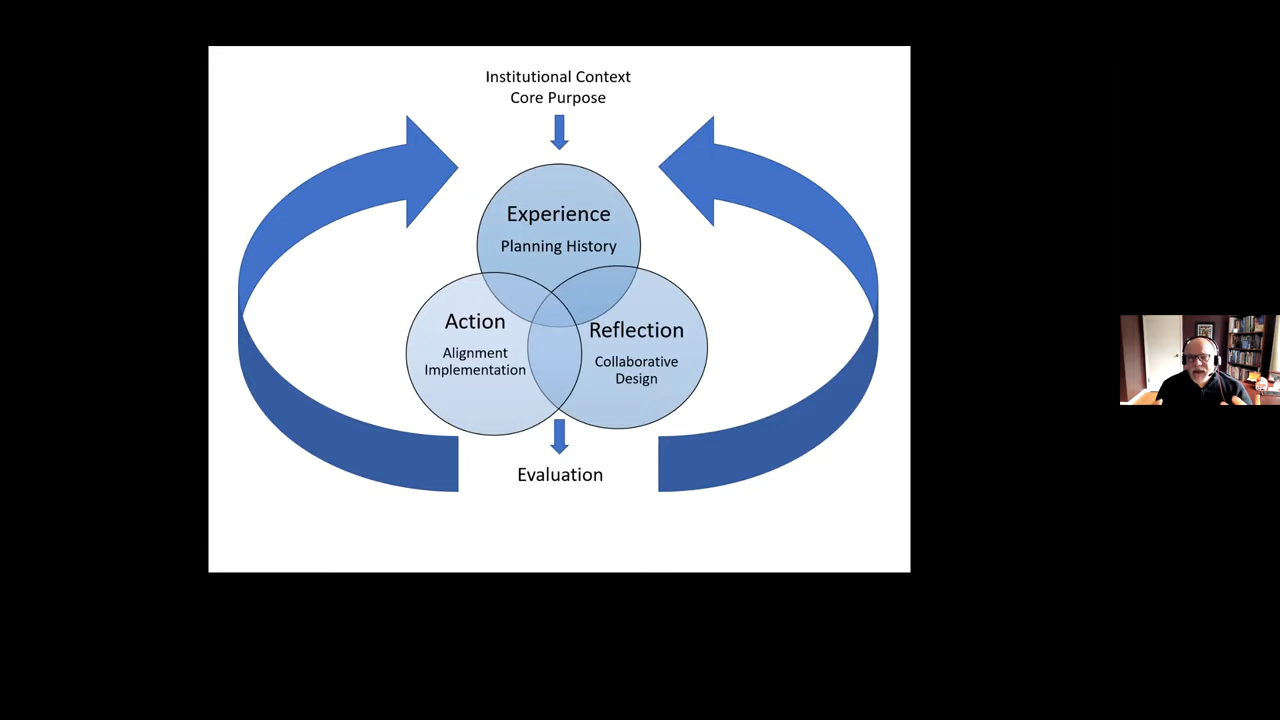 Institutional Context
Core Purpose
Experience
Planning History
Action
Alignment
Implementation
Reflection
Collaborative
Design
Evaluation